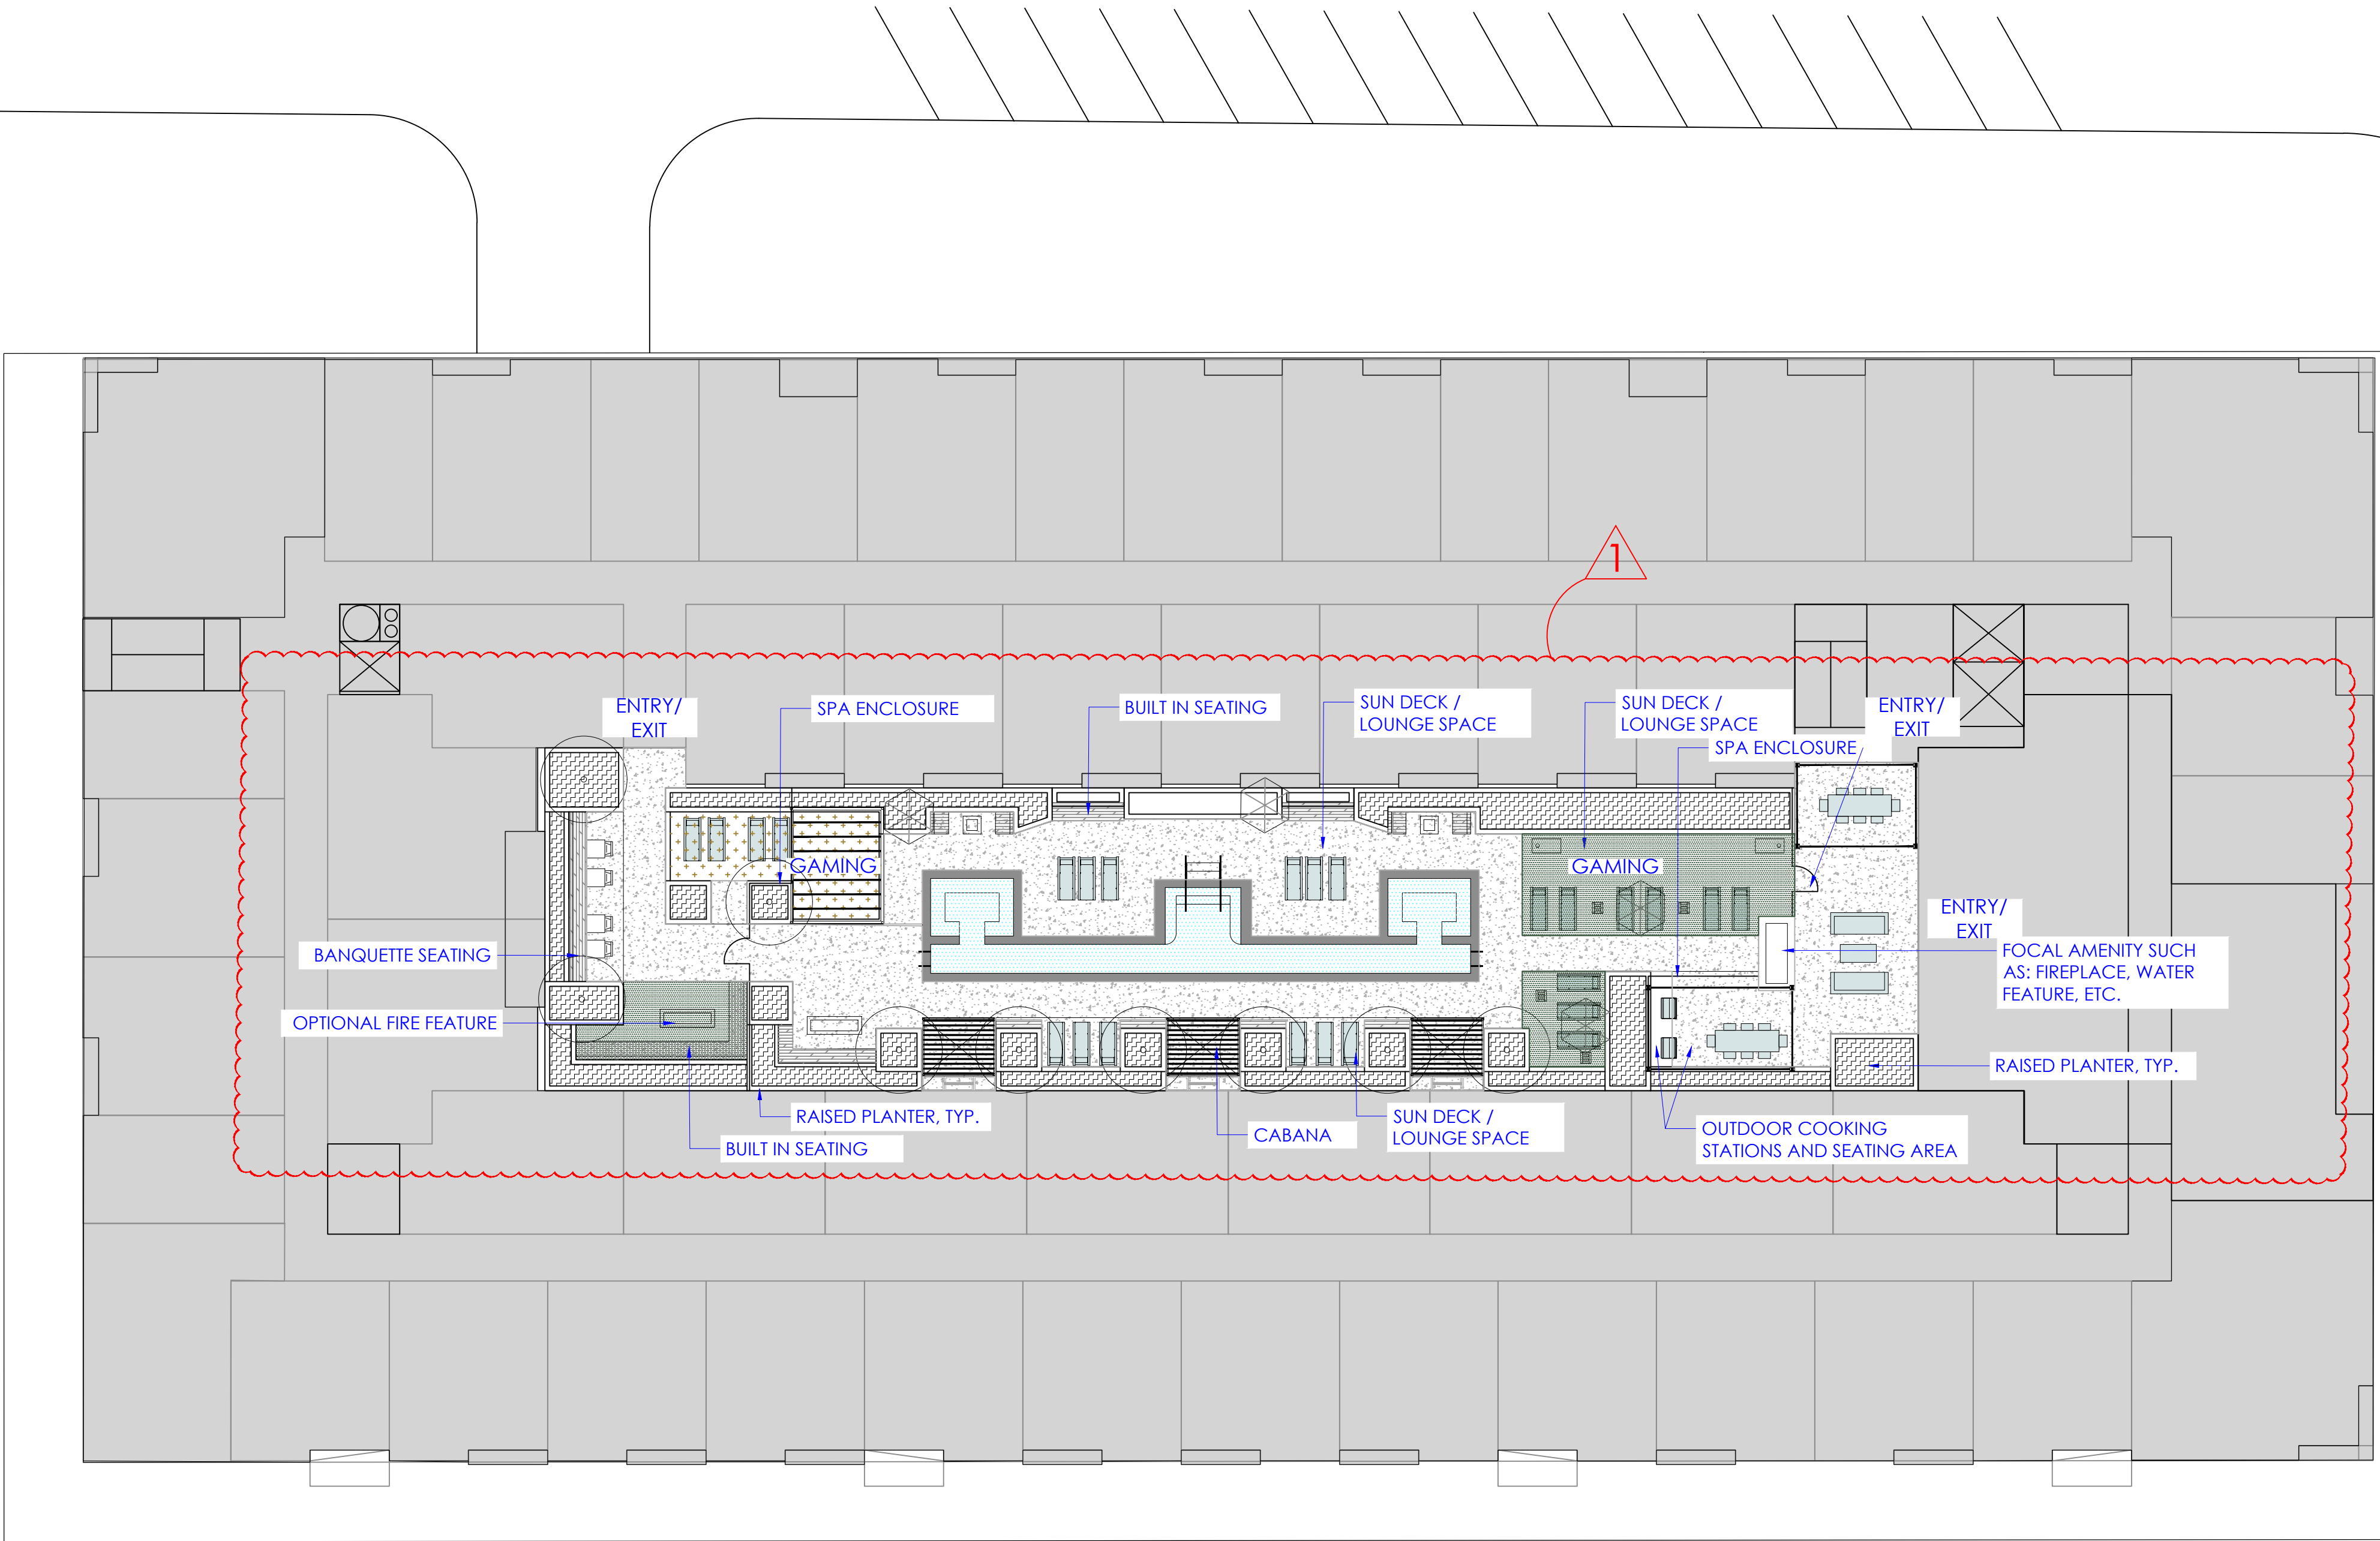 1
ENTRY/
EXIT
SPA ENCLOSURE
BUILT IN SEATING
SUN DECK /
LOUNGE SPACE
SUN DECK /
LOUNGE SPACE
ENTRY/
EXIT
SPA ENCLOSURE
GAMING
GAMING
ENTRY/
EXIT
BANQUETTE SEATING
FOCAL AMENITY SUCH
AS: FIREPLACE, WATER
FEATURE, ETC.
OPTIONAL FIRE FEATURE
RAISED PLANTER, TYP.
RAISED PLANTER, TYP.
BUILT IN SEATING
CABANA
SUN DECK /
LOUNGE SPACE
OUTDOOR COOKING
STATIONS AND SEATING AREA